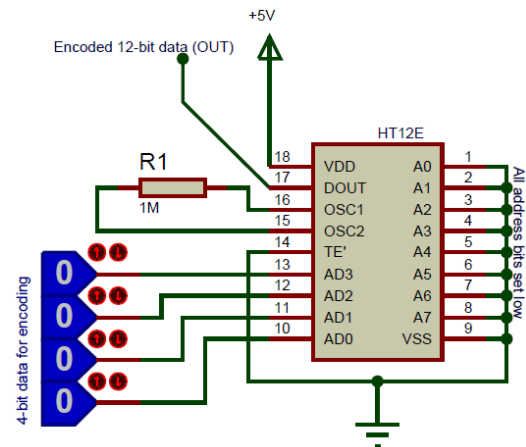 +5V
Encoded 12-bit data (OUT)
HT12E
R1
1M
18 VDD A0 1
17 DOUT A1 2
16 OSC1 A2 3
15 OSC2 A3 4
14 TE' A4 5
13 AD3 A5 6
12 AD2 A6 7
11 AD1 A7 8
10 AD0 VSS 9
0
0
0
0
4-bit data for encoding
All address bits set low